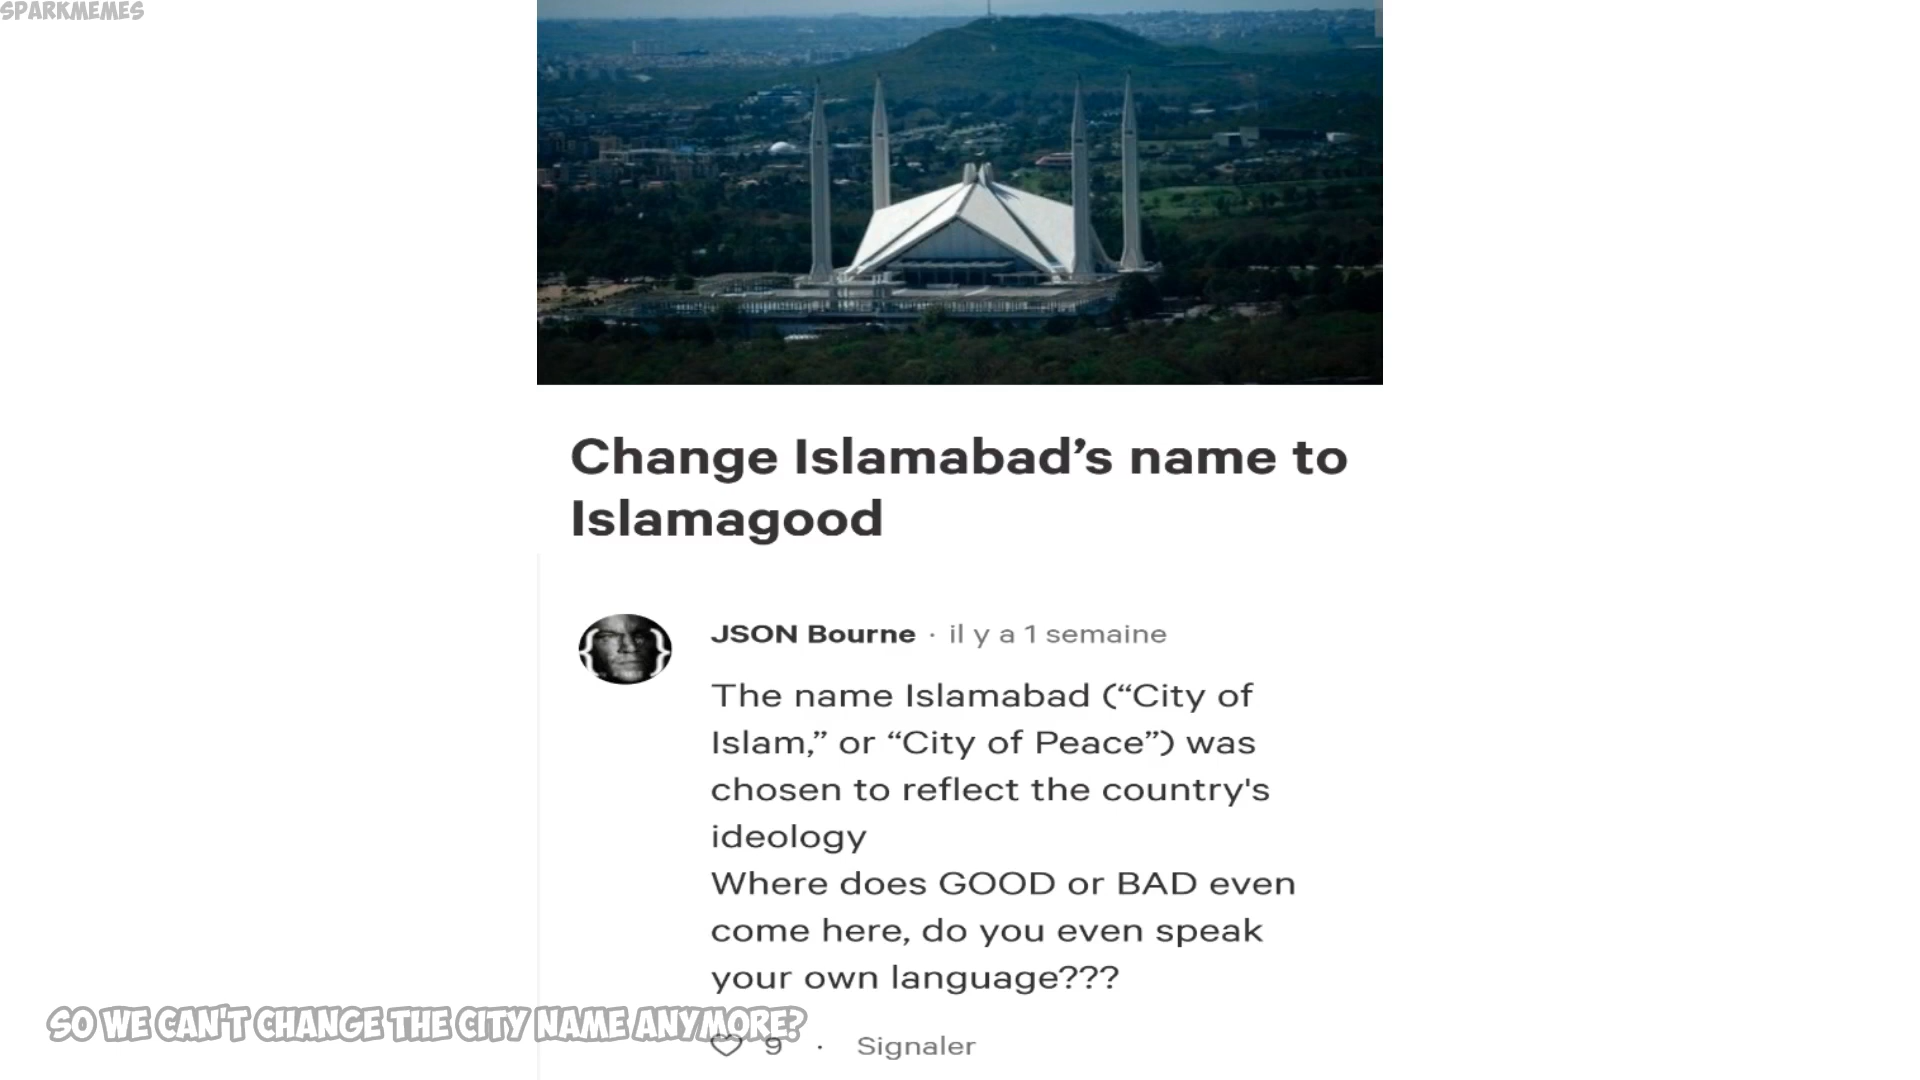 SPARKMEMES
Change Islamabad’s name to
Islamagood
JSON Bourne · il y a 1 semaine
The name Islamabad (“City of
Islam,” or “City of Peace”) was
chosen to reflect the country's
ideology
Where does GOOD or BAD even
come here, do you even speak
your own language???
SO WE CAN'T CHANGE THE CITY NAME ANYMORE?
9 · Signaler